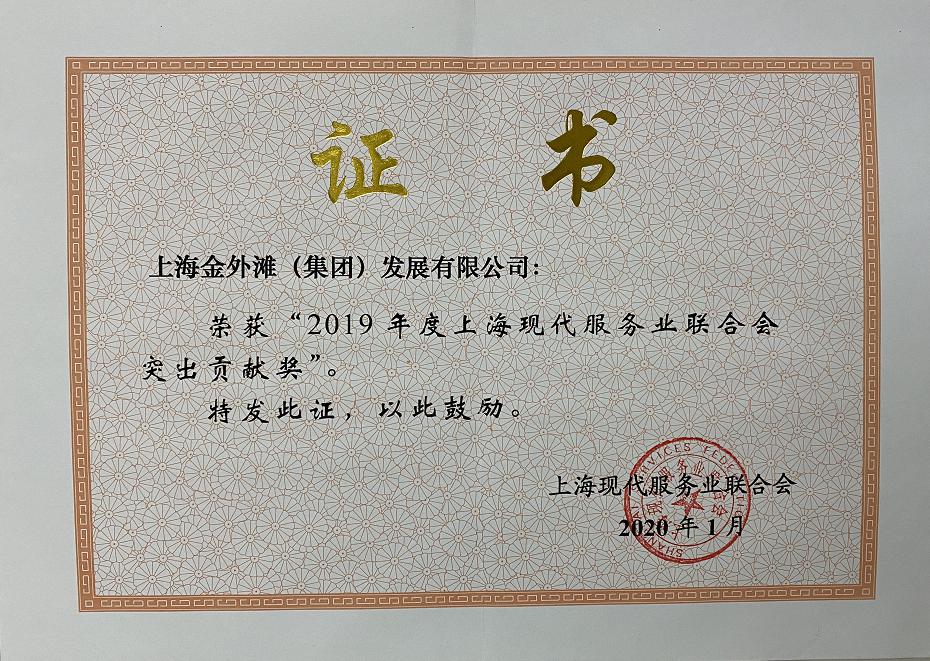 证书
上海金外滩（集团）发展有限公司：
荣获“2019年度上海现代服务业联合会
突出贡献奖”。
特发此证，以此鼓励。
上海现代服务业联合会
2020年1月